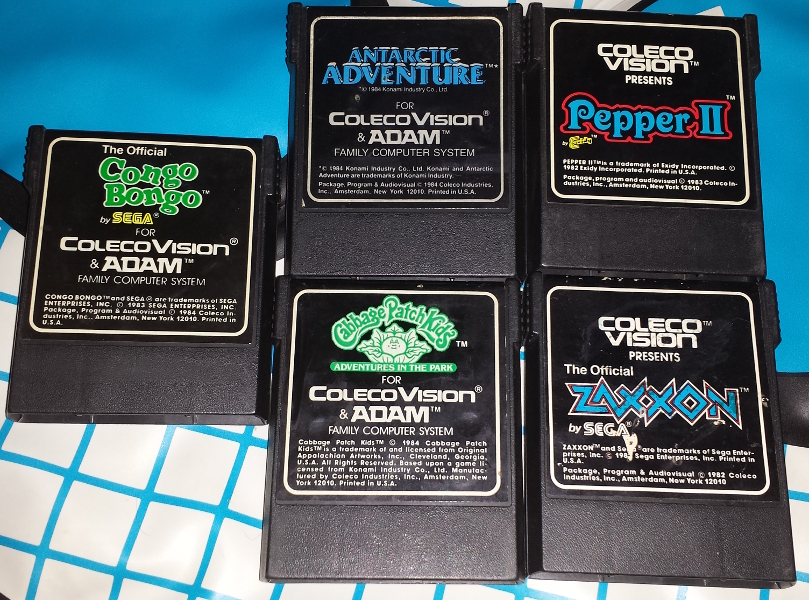 The Official
Congo
Bongo™
by SEGA®
FOR
COLECOVISION®
& ADAM™
FAMILY COMPUTER SYSTEM
CONGO BONGO™ and SEGA® are trademarks of SEGA
ENTERPRISES, INC. © 1983 SEGA ENTERPRISES, INC.
Package, Program & Audiovisual © 1984 Coleco In-
dustries, Inc., Amsterdam, New York 12010. Printed in
U.S.A.
ANTARCTIC
ADVENTURE™*
*© 1984 Konami Industry Co., Ltd.
FOR
COLECOVISION®
& ADAM™
FAMILY COMPUTER SYSTEM
*© 1984 Konami Industry Co., Ltd. Konami and Antarctic
Adventure are trademarks of Konami Industry.
Package, Program & Audiovisual © 1984 Coleco Industries,
Inc., Amsterdam, New York 12010. Printed in U.S.A.
COLECO
VISION™
PRESENTS
Pepper II™
by
PEPPER II™ is a trademark of Exidy Incorporated. ©
1982 Exidy Incorporated. Printed in U.S.A.
Package, program and audiovisual © 1983 Coleco In-
dustries, Inc., Amsterdam, New York 12010.
Cabbage Patch Kids™
ADVENTURES IN THE PARK
FOR
COLECOVISION®
& ADAM™
FAMILY COMPUTER SYSTEM
Cabbage Patch Kids™ © 1984 Cabbage Patch
Kids™ is a trademark of and licensed from Original
Appalachian Artworks, Inc., Cleveland, Georgia,
U.S.A. All Rights Reserved. Based upon a game li-
censed from Konami Industry Co., Ltd. Manufac-
tured by Coleco Industries, Inc., Amsterdam, New
York 12010. Printed in U.S.A.
COLECO
VISION™
PRESENTS
The Official
ZAXXON™
by SEGA®
ZAXXON™ and Sega® are trademarks of Sega Enter-
prises, Inc. © 1982 Sega Enterprises, Inc. Printed in
U.S.A.
Package, Program & Audiovisual © 1982 Coleco
Industries, Inc., Amsterdam, New York 12010